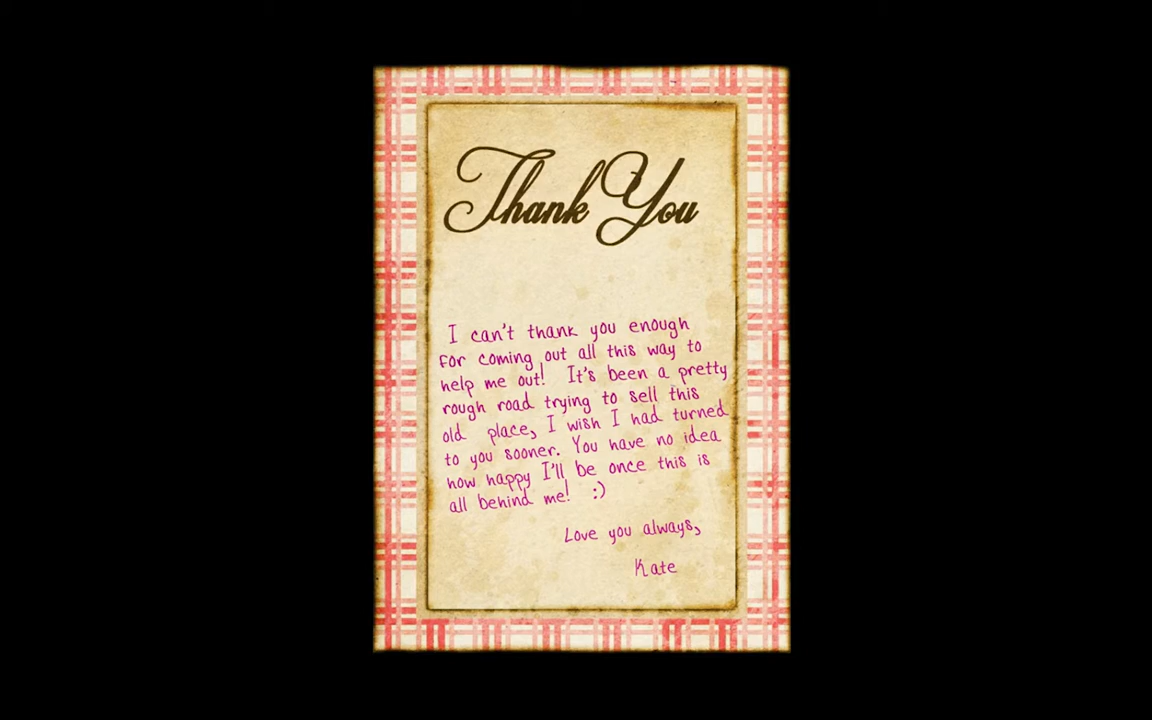 Thank You
I can't thank you enough
for coming out all this way to
help me out! It's been a pretty
rough road trying to sell this
old place, I wish I had turned
to you sooner. You have no idea
how happy I'll be once this is
all behind me! :)
Love you always,
Kate